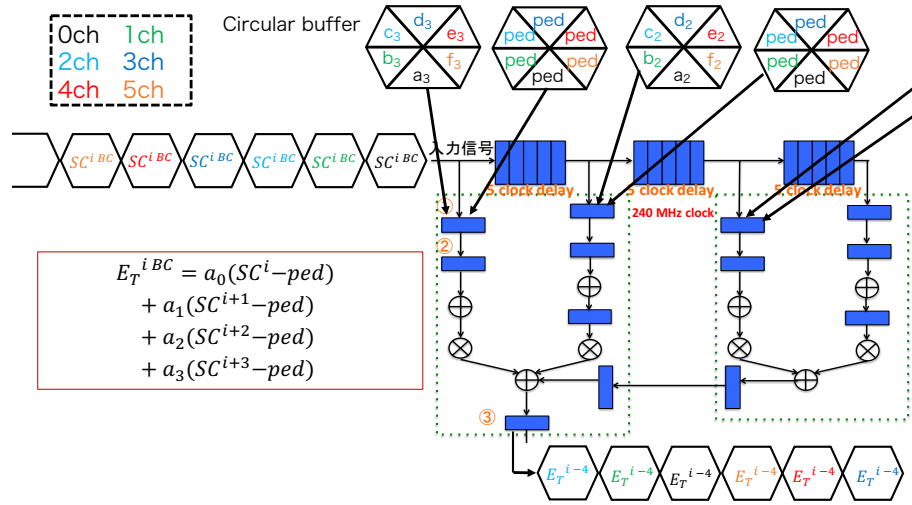 Circular buffer
0ch 1ch
2ch 3ch
4ch 5ch
c₃ d₃ e₃
b₃ a₃ f₃
ped ped ped
ped ped ped
c₂ d₂ e₂
b₂ a₂ f₂
ped ped ped
ped ped ped
SC^{i BC} SC^{i BC} SC^{i BC} SC^{i BC} SC^{i BC} SC^{i BC}
入力信号
5 clock delay 5 clock delay 5 clock delay
①
240 MHz clock
②
E_T^{i BC} = a₀(SC^i−ped)
+ a₁(SC^{i+1}−ped)
+ a₂(SC^{i+2}−ped)
+ a₃(SC^{i+3}−ped)
③
E_T^{i−4} E_T^{i−4} E_T^{i−4} E_T^{i−4} E_T^{i−4} E_T^{i−4}